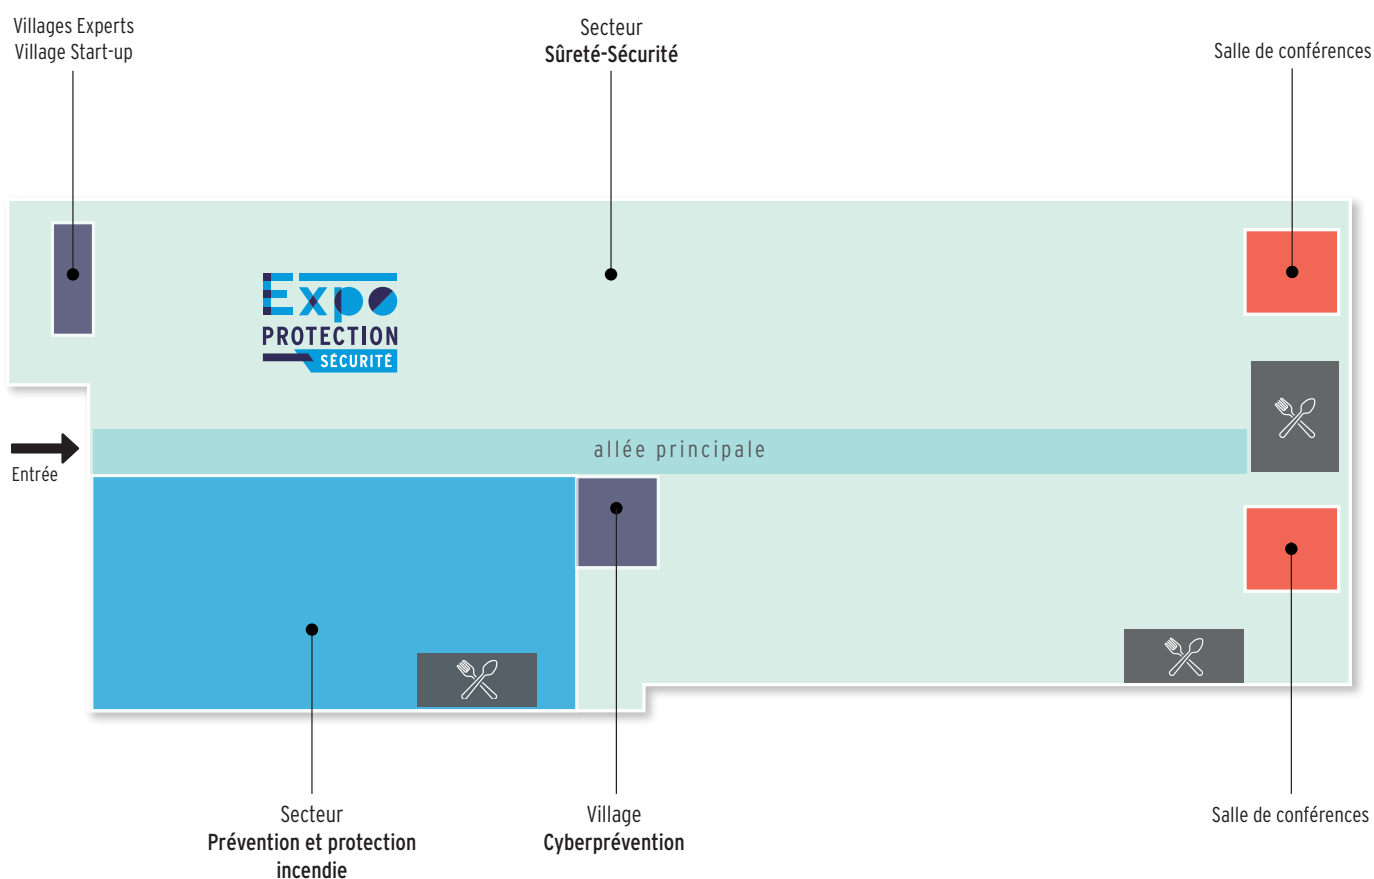 Villages Experts
Village Start-up
Secteur
Sûreté-Sécurité
Salle de conférences
Expo
PROTECTION
SÉCURITÉ
allée principale
Entrée
Secteur
Prévention et protection
incendie
Village
Cyberprévention
Salle de conférences